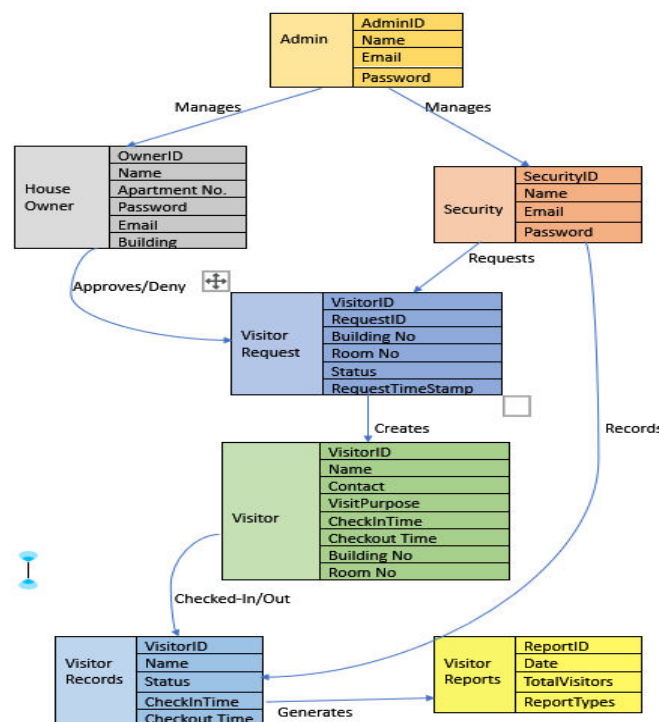 Admin
AdminID
Name
Email
Password
Manages
Manages
House
Owner
OwnerID
Name
Apartment No.
Password
Email
Building
Security
SecurityID
Name
Email
Password
Approves/Deny
Requests
Visitor
Request
VisitorID
RequestID
Building No
Room No
Status
RequestTimeStamp
Creates
Records
Visitor
VisitorID
Name
Contact
VisitPurpose
CheckInTime
Checkout Time
Building No
Room No
Checked-In/Out
Visitor
Records
VisitorID
Name
Status
CheckInTime
Checkout Time
Generates
Visitor
Reports
ReportID
Date
TotalVisitors
ReportTypes